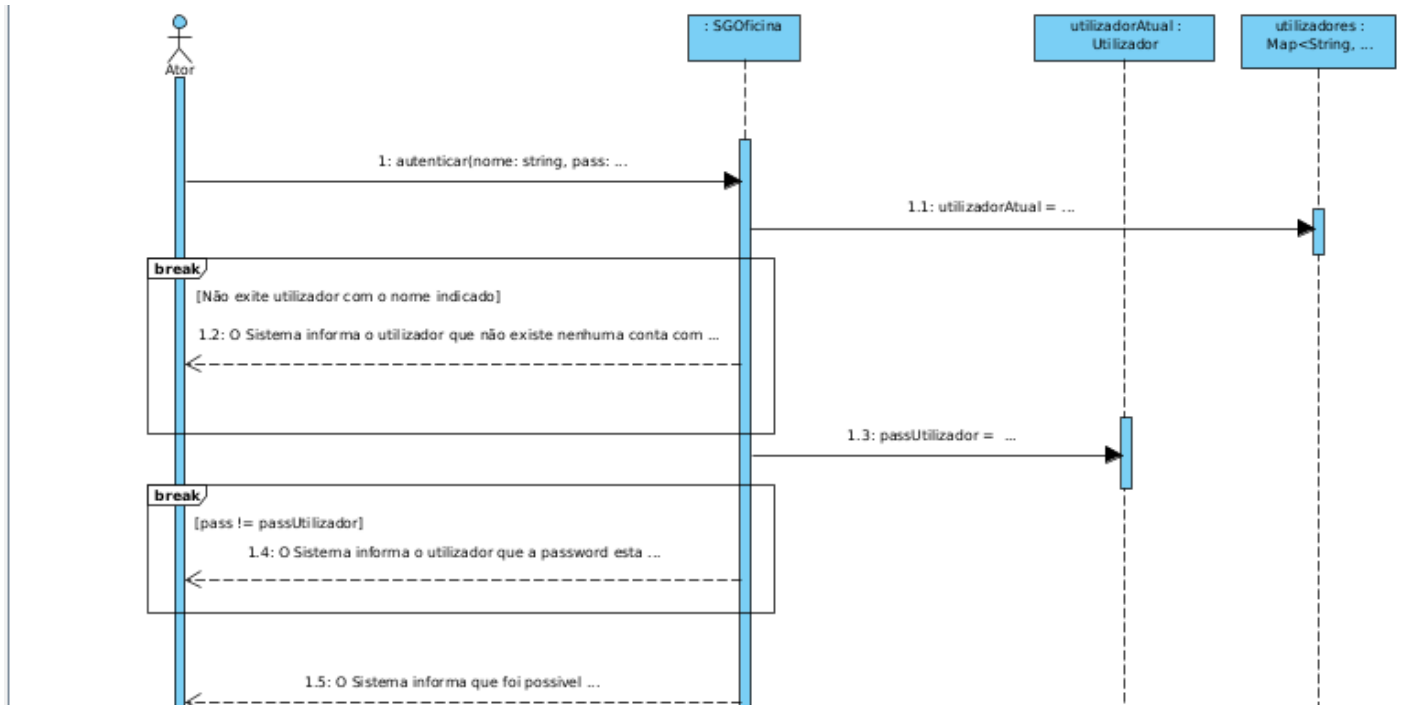 : SGOficina
utilizadorAtual :
Utilizador
utilizadores :
Map<String, ...
Ator
1: autenticar(nome: string, pass: ...
1.1: utilizadorAtual = ...
break
[Não exite utilizador com o nome indicado]
1.2: O Sistema informa o utilizador que não existe nenhuma conta com ...
1.3: passUtilizador = ...
break
[pass != passUtilizador]
1.4: O Sistema informa o utilizador que a password esta ...
1.5: O Sistema informa que foi possivel ...